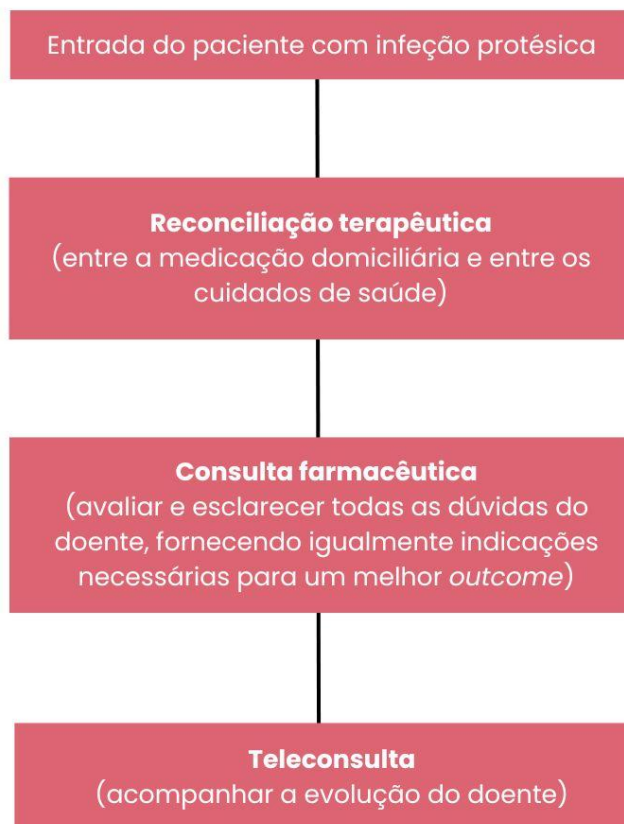 Entrada do paciente com infeção protésica
Reconciliação terapêutica
(entre a medicação domiciliária e entre os
cuidados de saúde)
Consulta farmacêutica
(avaliar e esclarecer todas as dúvidas do
doente, fornecendo igualmente indicações
necessárias para um melhor outcome)
Teleconsulta
(acompanhar a evolução do doente)